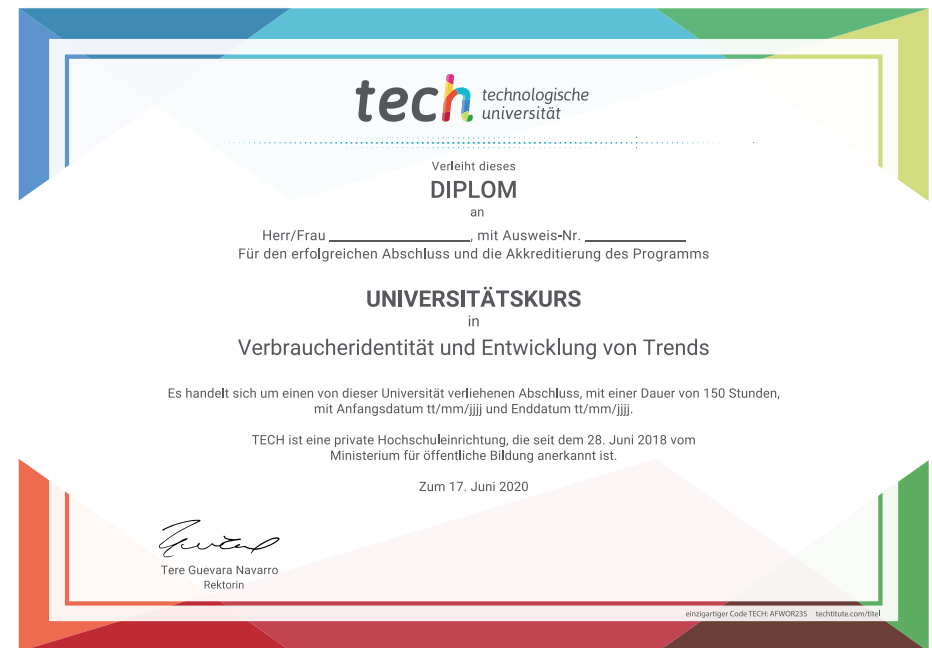 tech technologische
universität
Verleiht dieses
DIPLOM
an
Herr/Frau ____________________, mit Ausweis-Nr. ______________
Für den erfolgreichen Abschluss und die Akkreditierung des Programms
UNIVERSITÄTSKURS
in
Verbraucheridentität und Entwicklung von Trends
Es handelt sich um einen von dieser Universität verliehenen Abschluss, mit einer Dauer von 150 Stunden,
mit Anfangsdatum tt/mm/jjjj und Enddatum tt/mm/jjjj.
TECH ist eine private Hochschuleinrichtung, die seit dem 28. Juni 2018 vom
Ministerium für öffentliche Bildung anerkannt ist.
Zum 17. Juni 2020
Tere Guevara Navarro
Rektorin
einzigartiger Code TECH: AFWOR23S techtitute.com/titel